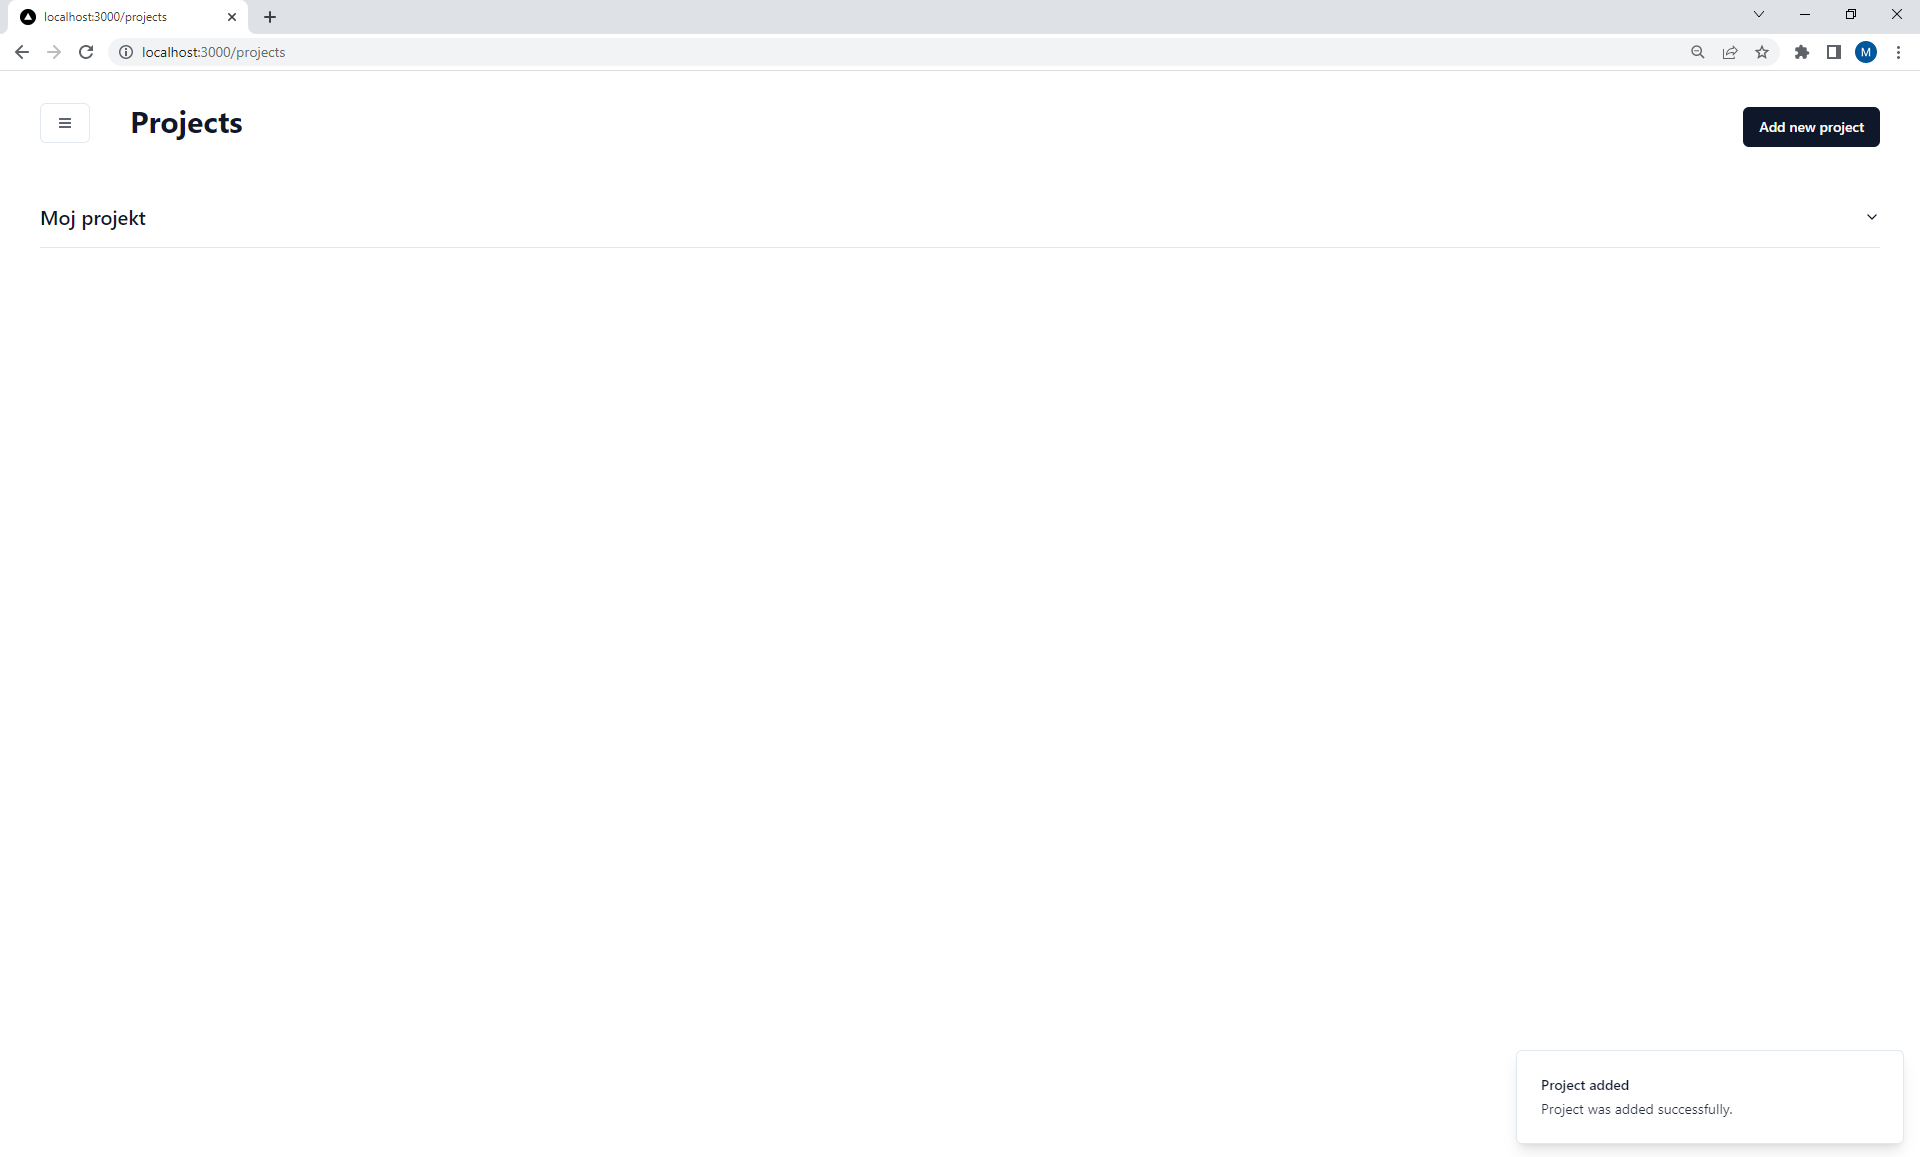 localhost:3000/projects
localhost:3000/projects
M
Projects
Add new project
Moj projekt
Project added
Project was added successfully.